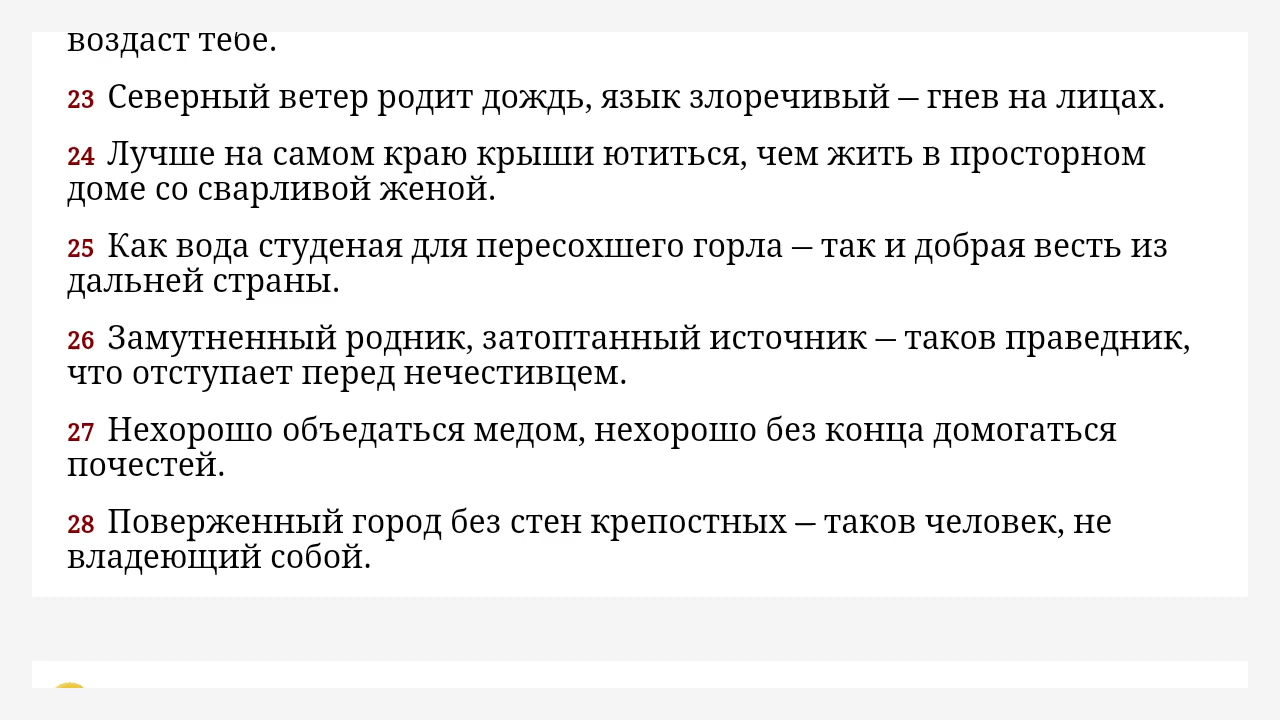 воздаст тебе.
23 Северный ветер родит дождь, язык злоречивый – гнев на лицах.
24 Лучше на самом краю крыши ютиться, чем жить в просторном
доме со сварливой женой.
25 Как вода студеная для пересохшего горла – так и добрая весть из
дальней страны.
26 Замутненный родник, затоптанный источник – таков праведник,
что отступает перед нечестивцем.
27 Нехорошо объедаться медом, нехорошо без конца домогаться
почестей.
28 Поверженный город без стен крепостных – таков человек, не
владеющий собой.